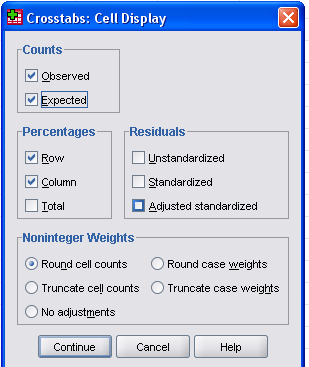 Crosstabs: Cell Display
Counts
Observed
Expected
Percentages
Row
Column
Total
Residuals
Unstandardized
Standardized
Adjusted standardized
Noninteger Weights
Round cell counts
Round case weights
Truncate cell counts
Truncate case weights
No adjustments
Continue
Cancel
Help